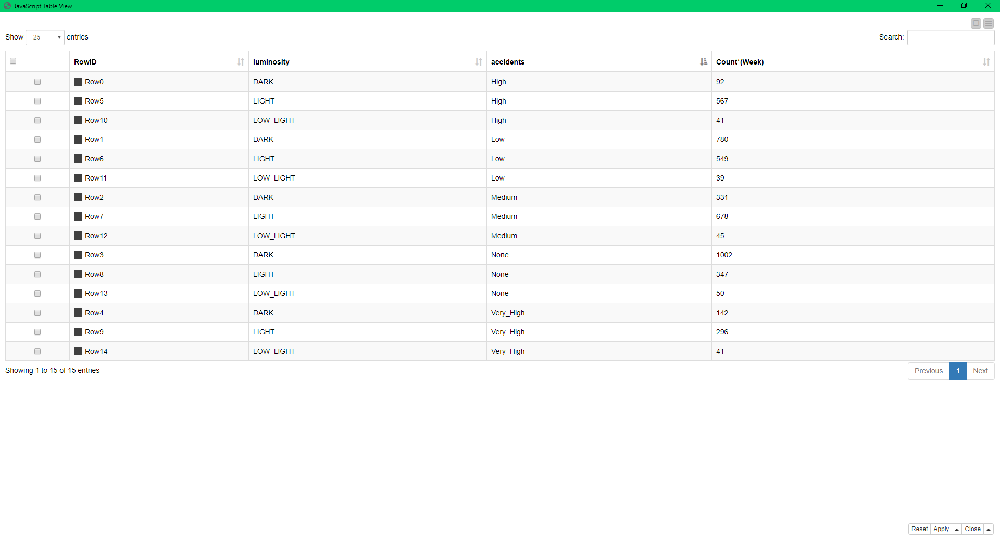 JavaScript Table View
Show 25 entries Search:
RowID luminosity accidents Count*(Week)
Row0 DARK High 92
Row5 LIGHT High 567
Row10 LOW_LIGHT High 41
Row1 DARK Low 780
Row6 LIGHT Low 549
Row11 LOW_LIGHT Low 39
Row2 DARK Medium 331
Row7 LIGHT Medium 678
Row12 LOW_LIGHT Medium 45
Row3 DARK None 1002
Row8 LIGHT None 347
Row13 LOW_LIGHT None 50
Row4 DARK Very_High 142
Row9 LIGHT Very_High 296
Row14 LOW_LIGHT Very_High 41
Showing 1 to 15 of 15 entries Previous 1 Next
Reset Apply Close